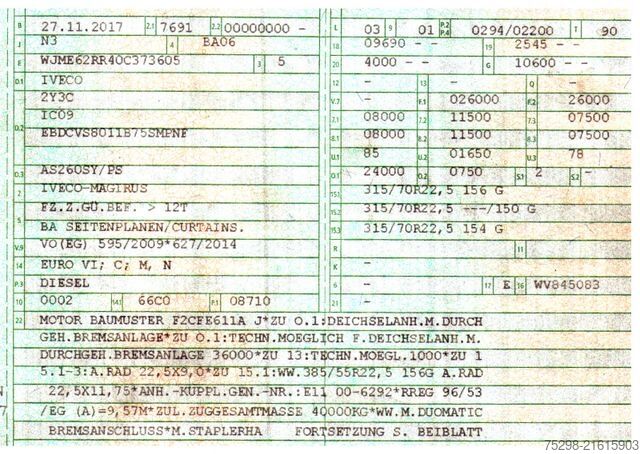 B 27.11.2017 2.1 7691 2.2 00000000 - L 03 9 01 P.2 P.4 0294/02200 T 90
J N3 4 BA06 18 09690 - - 19 2545 - -
E WJME62RR40C373605 3 5 20 4000 - - G 10600 - -
D.1 IVECO 12 - 13 - Q -
2Y3C V.7 - F.1 026000 F.2 26000
D.2 IC09 7.1 08000 7.2 11500 7.3 07500
EBDCVS8011B75SMPNF 8.1 08000 8.2 11500 8.3 07500
U.1 85 U.2 01650 U.3 78
D.3 AS260SY/PS O.1 24000 O.2 0750 S.1 2 - S.2 -
2 IVECO-MAGIRUS 15.1 315/70R22,5 156 G
5 FZ.Z.GÜ.BEF. > 12T 15.2 315/70R22,5 ---/150 G
BA SEITENPLANEN/CURTAINS. 15.3 315/70R22,5 154 G
V.9 VO(EG) 595/2009*627/2014 R - 11 -
14 EURO VI; C; M, N K -
P.3 DIESEL 6 - 17 E 16 WV845083
10 0002 14.1 66C0 P.1 08710 21 -
22 MOTOR BAUMUSTER F2CFE611A J*ZU O.1:DEICHSELANH.M.DURCH
GEH.BREMSANLAGE*ZU O.1:TECHN.MOEGLICH F.DEICHSELANH.M.
DURCHGEH.BREMSANLAGE 36000*ZU 13:TECHN.MOEGL.1000*ZU 1
5.1-3:A.RAD 22,5X9,0*ZU 15.1:WW.385/55R22,5 156G A.RAD
22,5X11,75*ANH.-KUPPL.GEN.-NR.:E11 00-6292*RREG 96/53
/EG (A)=9,57M*ZUL.ZUGGESAMTMASSE 40000KG*WW.M.DUOMATIC
BREMSANSCHLUSS*M.STAPLERHA FORTSETZUNG S. BEIBLATT
75298-21615903